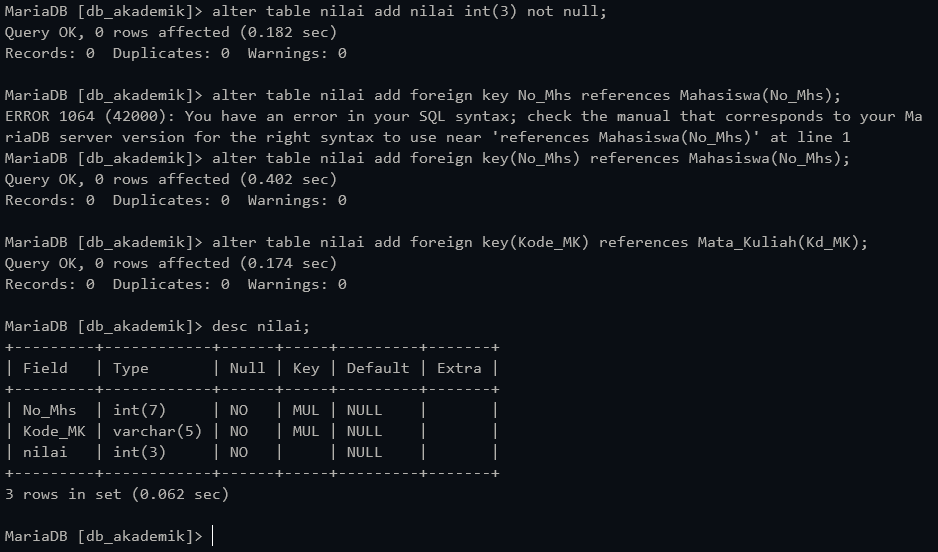 MariaDB [db_akademik]> alter table nilai add nilai int(3) not null;
Query OK, 0 rows affected (0.182 sec)
Records: 0  Duplicates: 0  Warnings: 0

MariaDB [db_akademik]> alter table nilai add foreign key No_Mhs references Mahasiswa(No_Mhs);
ERROR 1064 (42000): You have an error in your SQL syntax; check the manual that corresponds to your Ma
riaDB server version for the right syntax to use near 'references Mahasiswa(No_Mhs)' at line 1
MariaDB [db_akademik]> alter table nilai add foreign key(No_Mhs) references Mahasiswa(No_Mhs);
Query OK, 0 rows affected (0.402 sec)
Records: 0  Duplicates: 0  Warnings: 0

MariaDB [db_akademik]> alter table nilai add foreign key(Kode_MK) references Mata_Kuliah(Kd_MK);
Query OK, 0 rows affected (0.174 sec)
Records: 0  Duplicates: 0  Warnings: 0

MariaDB [db_akademik]> desc nilai;
+---------+------------+------+-----+---------+-------+
| Field   | Type       | Null | Key | Default | Extra |
+---------+------------+------+-----+---------+-------+
| No_Mhs  | int(7)     | NO   | MUL | NULL    |       |
| Kode_MK | varchar(5) | NO   | MUL | NULL    |       |
| nilai   | int(3)     | NO   |     | NULL    |       |
+---------+------------+------+-----+---------+-------+
3 rows in set (0.062 sec)

MariaDB [db_akademik]>